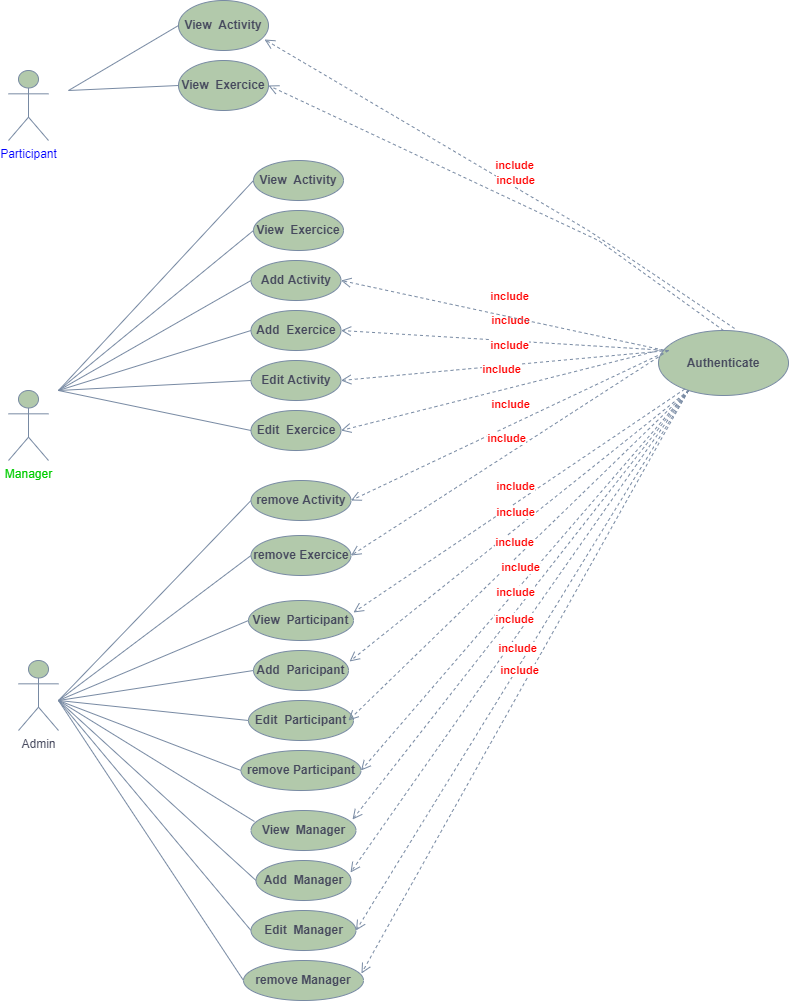 View  Activity
View  Exercice
Participant
include
include
View  Activity
View  Exercice
Add Activity
include
Add  Exercice
include
Edit Activity
include
Authenticate
include
Edit  Exercice
include
include
Manager
remove Activity
include
include
remove Exercice
include
include
View  Participant
include
include
Add  Paricipant
include
include
Edit  Participant
Admin
remove Participant
View  Manager
Add  Manager
Edit  Manager
remove Manager